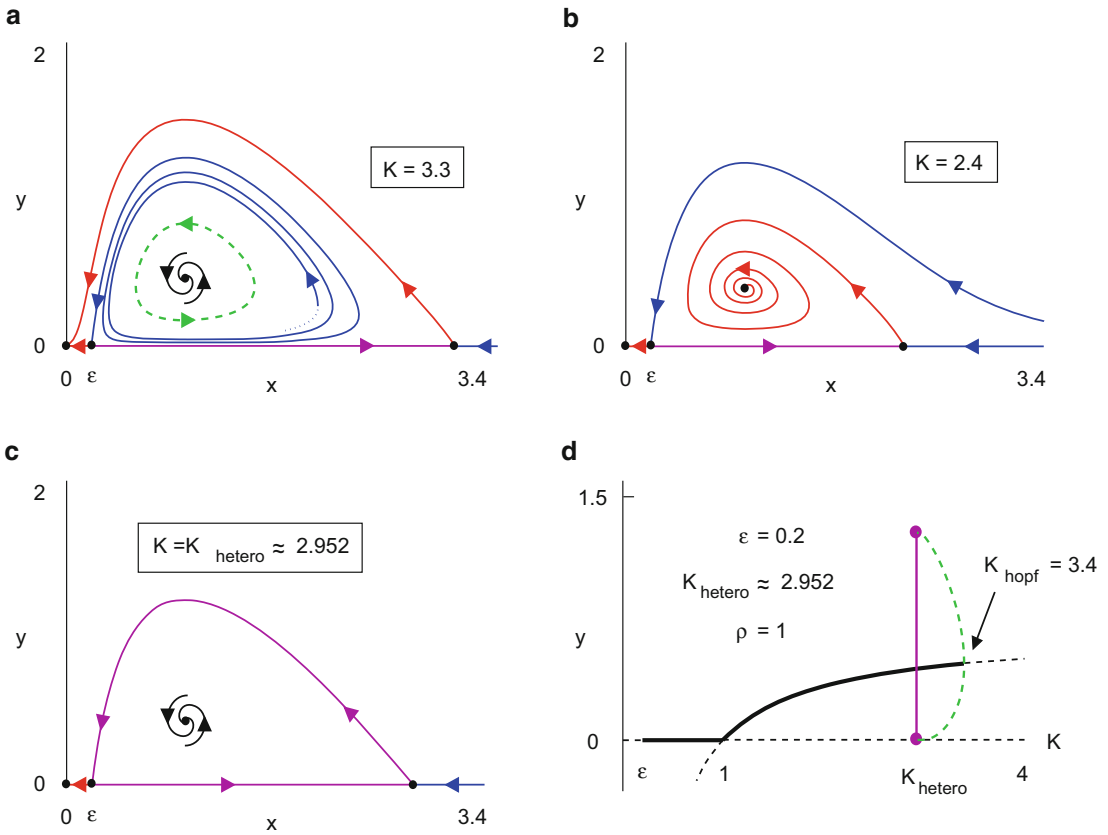 a
2
K = 3.3
y
0
0 ε x 3.4
b
2
K = 2.4
y
0
0 ε x 3.4
c
2
K =K hetero ≈ 2.952
y
0
0 ε x 3.4
d
1.5
ε = 0.2
K hopf = 3.4
K hetero ≈ 2.952
y
ρ = 1
0 K
ε 1 K hetero 4